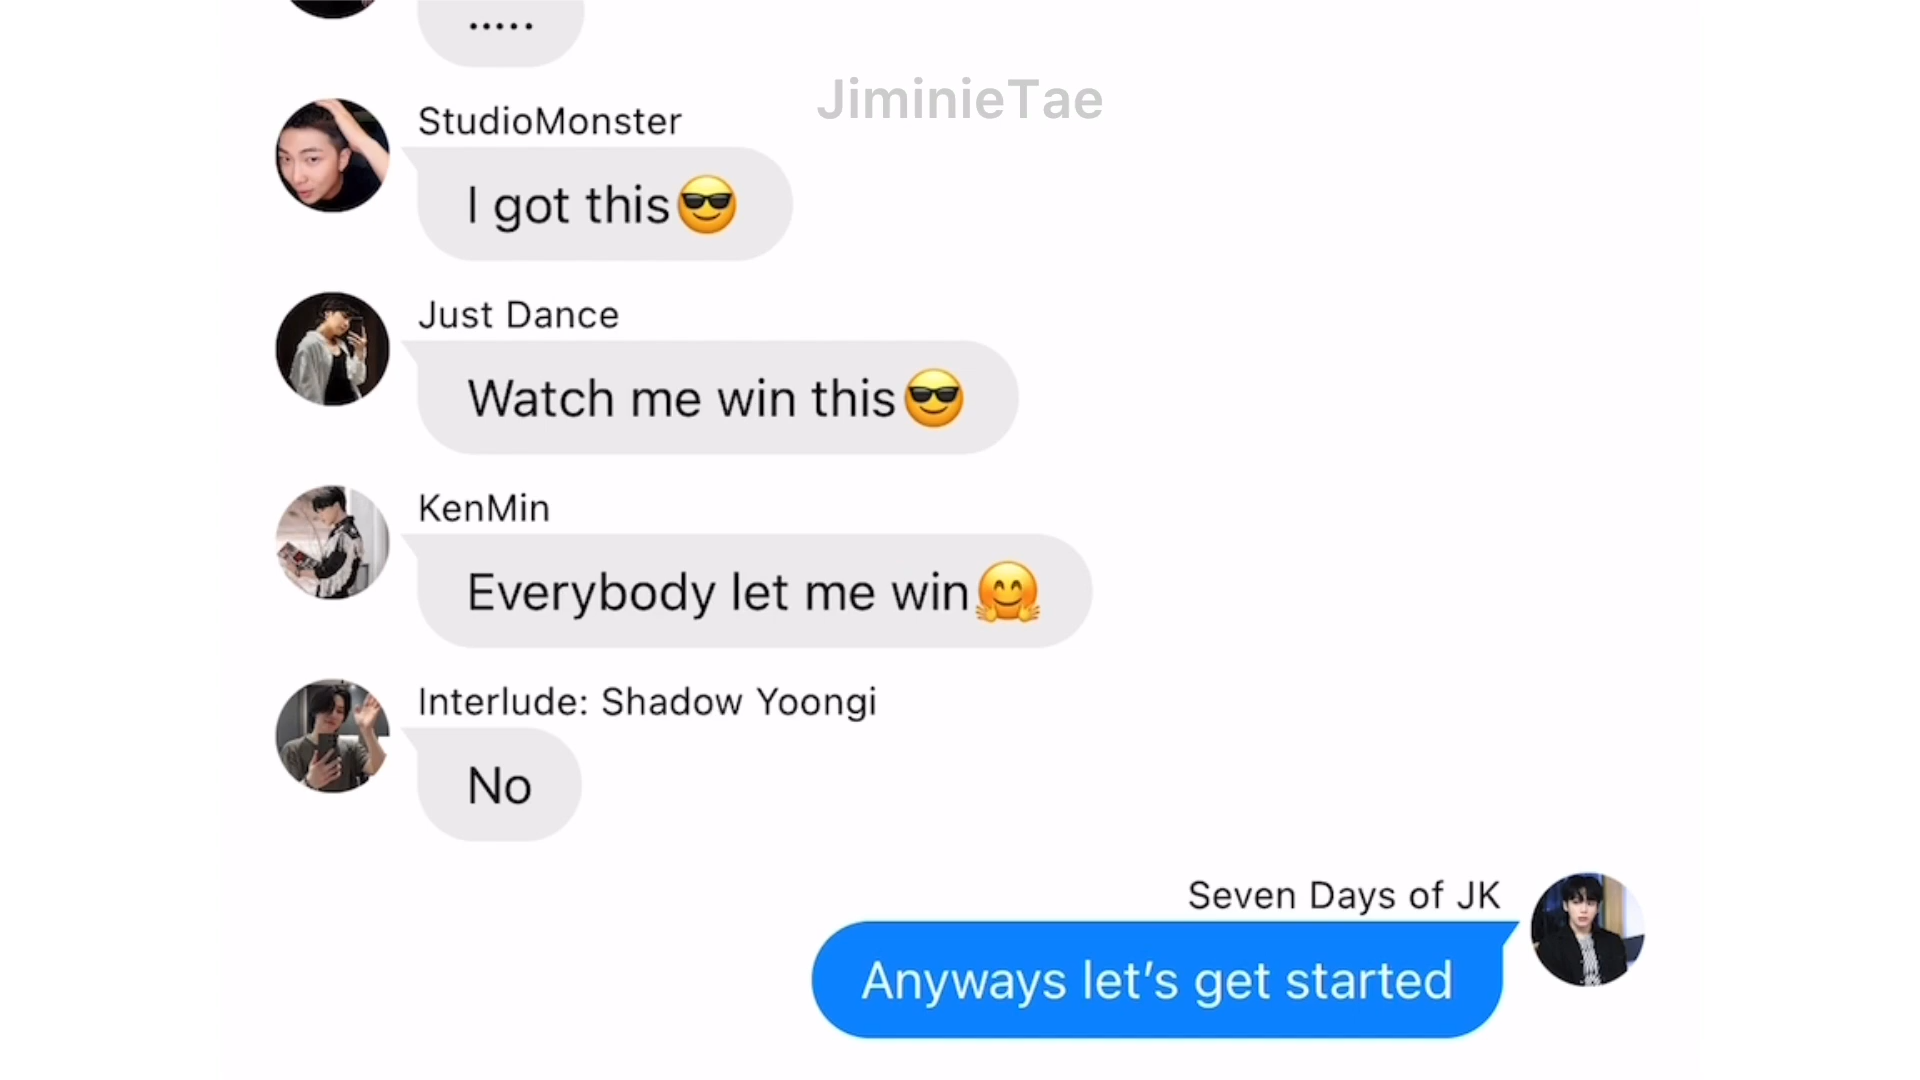 .....
JiminieTae
StudioMonster
I got this😎
Just Dance
Watch me win this😎
KenMin
Everybody let me win🤗
Interlude: Shadow Yoongi
No
Seven Days of JK
Anyways let’s get started